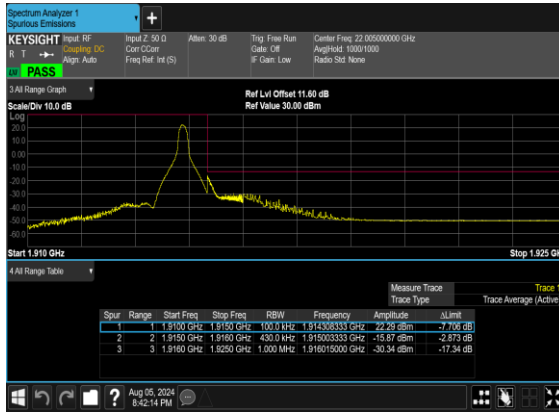 Spectrum Analyzer 1
Spurious Emissions
+
KEYSIGHT Input: RF Input Z: 50 Ω Atten: 30 dB Trig: Free Run Center Freq: 22.005000000 GHz
R T Coupling: DC Corr CCorr Gate: Off Avg|Hold: 1000/1000
Align: Auto Freq Ref: Int (S) IF Gain: Low Radio Std: None
PASS
3 All Range Graph
Ref Lvl Offset 11.60 dB
Scale/Div 10.0 dB Ref Value 30.00 dBm
Log
20.0
10.0
0.00
-10.0
-20.0
-30.0
-40.0
-50.0
-60.0
Start 1.910 GHz Stop 1.925 GH
4 All Range Table
Measure Trace Trace 1
Trace Type Trace Average (Active
Spur Range Start Freq Stop Freq RBW Frequency Amplitude ΔLimit
1 1 1.9100 GHz 1.9150 GHz 100.0 kHz 1.914308333 GHz 22.29 dBm -7.706 dB
2 2 1.9150 GHz 1.9160 GHz 430.0 kHz 1.915003333 GHz -15.87 dBm -2.873 dB
3 3 1.9160 GHz 1.9250 GHz 1.000 MHz 1.916015000 GHz -30.34 dBm -17.34 dB
?
Aug 05, 2024
8:42:14 PM